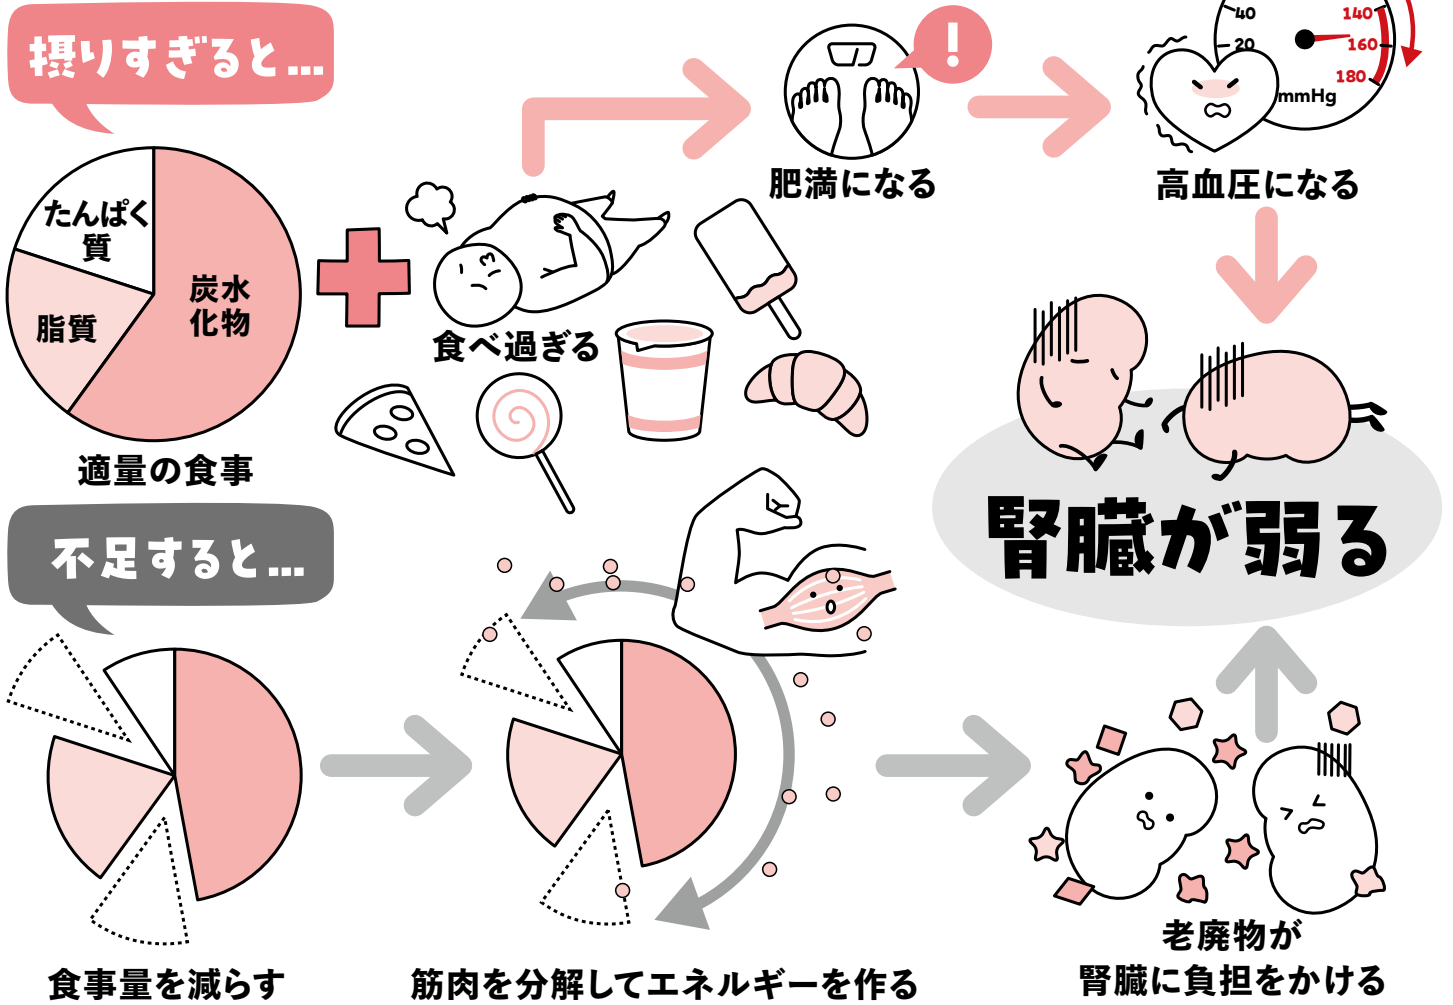 摂りすぎると…
たんぱく
質
脂質
炭水
化物
適量の食事
食べ過ぎる
!
肥満になる
40
20
140
160
180
mmHg
高血圧になる
腎臓が弱る
不足すると…
食事量を減らす
筋肉を分解してエネルギーを作る
老廃物が
腎臓に負担をかける